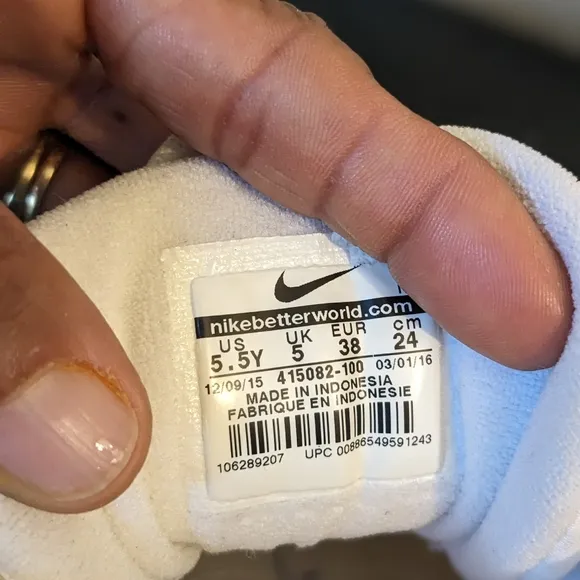 nikebetterworld.com
US UK EUR cm
5.5Y 5 38 24
12/09/15 415082-100 03/01/16
MADE IN INDONESIA
FABRIQUE EN INDONESIE
106289207 UPC 00886549591243